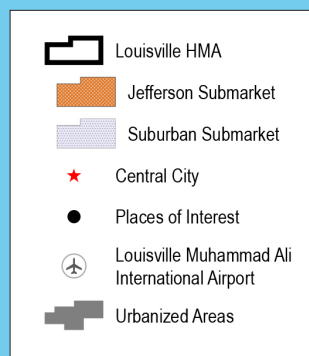 Louisville HMA
Jefferson Submarket
Suburban Submarket
Central City
Places of Interest
Louisville Muhammad Ali
International Airport
Urbanized Areas